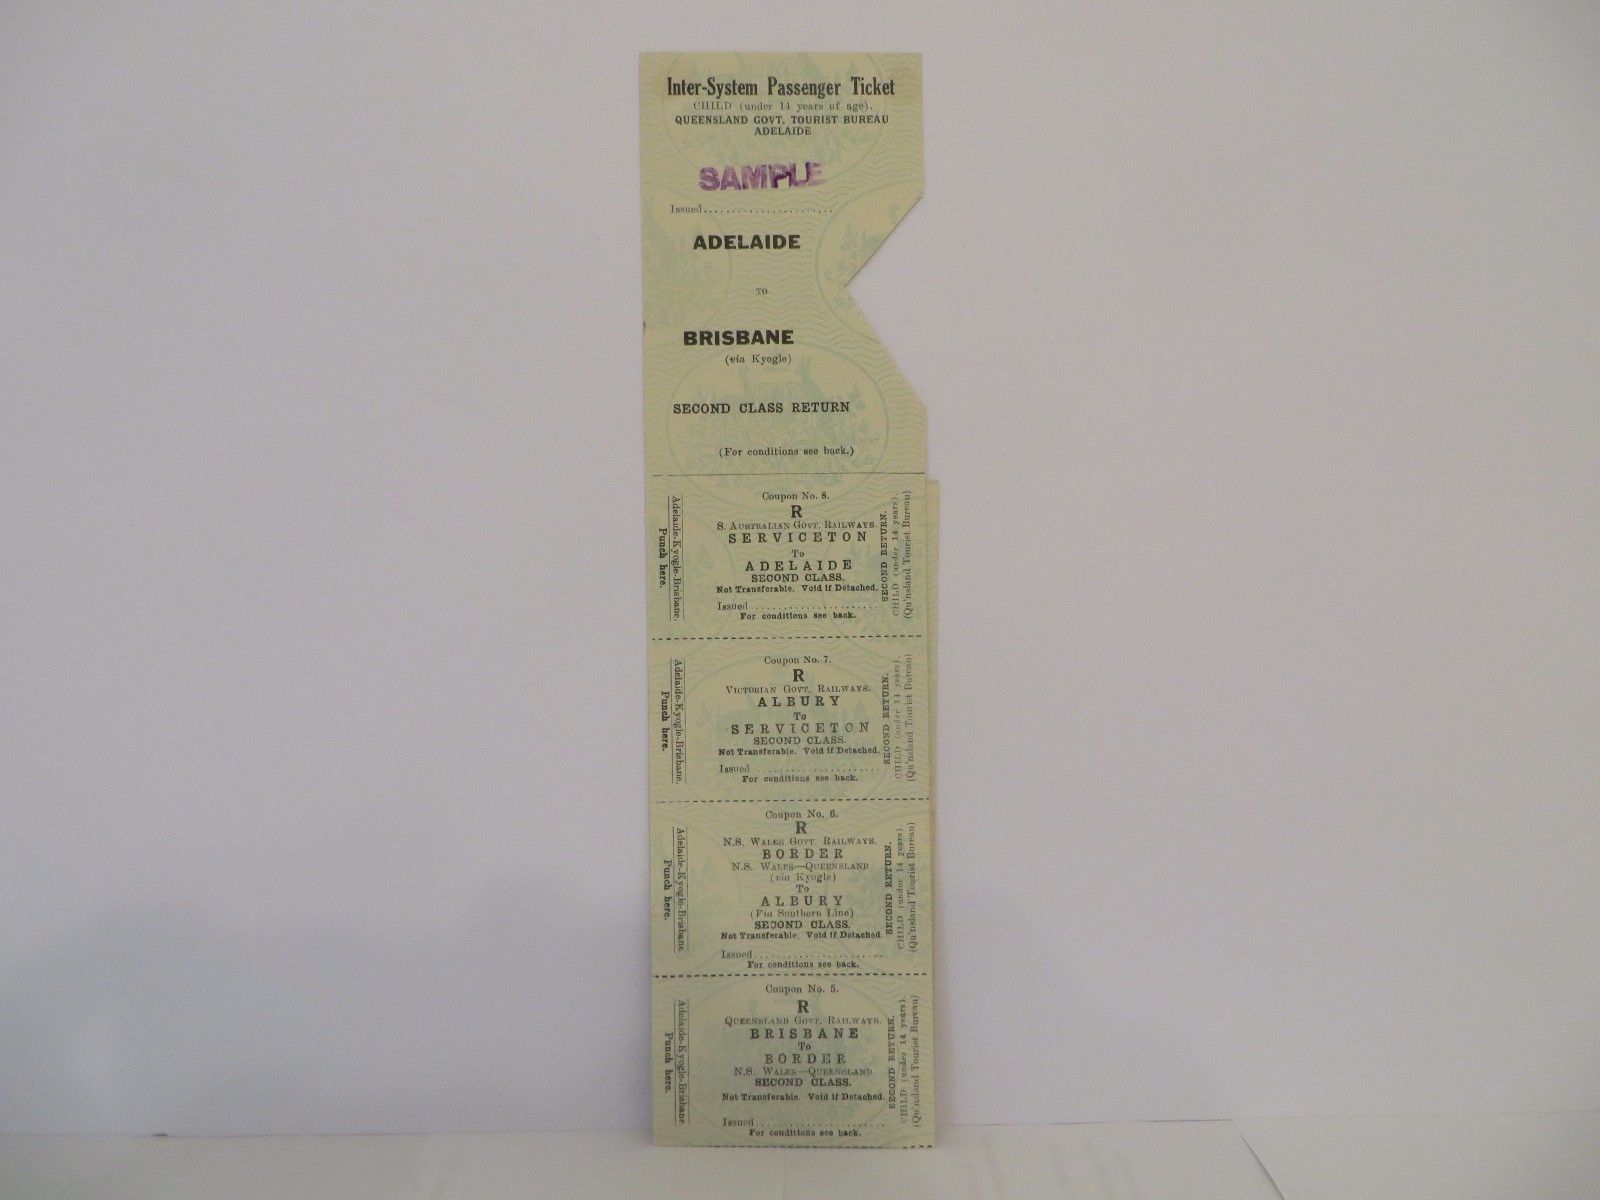 Inter-System Passenger Ticket
CHILD (under 14 years of age).
QUEENSLAND GOVT. TOURIST BUREAU
ADELAIDE
SAMPLE
Issued......................
ADELAIDE
TO
BRISBANE
(via Kyogle)
SECOND CLASS RETURN
(For conditions see back.)
Adelaide-Kyogle-Brisbane.
Punch here.
Coupon No. 8.
R
S. AUSTRALIAN GOVT. RAILWAYS.
SERVICETON
To
ADELAIDE
SECOND CLASS.
Not Transferable. Void if Detached.
Issued ......................
For conditions see back.
SECOND RETURN.
CHILD (under 14 years).
(Qu'nsland Tourist Bureau)
Adelaide-Kyogle-Brisbane.
Punch here.
Coupon No. 7.
R
VICTORIAN GOVT. RAILWAYS.
ALBURY
To
SERVICETON
SECOND CLASS.
Not Transferable. Void if Detached.
Issued ......................
For conditions see back.
SECOND RETURN.
CHILD (under 14 years).
(Qu'nsland Tourist Bureau)
Adelaide-Kyogle-Brisbane
Punch here.
Coupon No. 6.
R
N.S. WALES GOVT. RAILWAYS.
BORDER
N.S. WALES—QUEENSLAND
(via Kyogle)
To
ALBURY
(Via Southern Line)
SECOND CLASS.
Not Transferable. Void if Detached.
Issued......................
For conditions see back.
SECOND RETURN.
CHILD (under 14 years).
(Qu'nsland Tourist Bureau)
Adelaide-Kyogle-Brisbane.
Punch here.
Coupon No. 5.
R
QUEENSLAND GOVT. RAILWAYS.
BRISBANE
To
BORDER
N.S. WALES—QUEENSLAND
SECOND CLASS.
Not Transferable. Void if Detached.
Issued......................
For conditions see back.
SECOND RETURN.
CHILD (under 14 years).
(Qu'nsland Tourist Bureau)